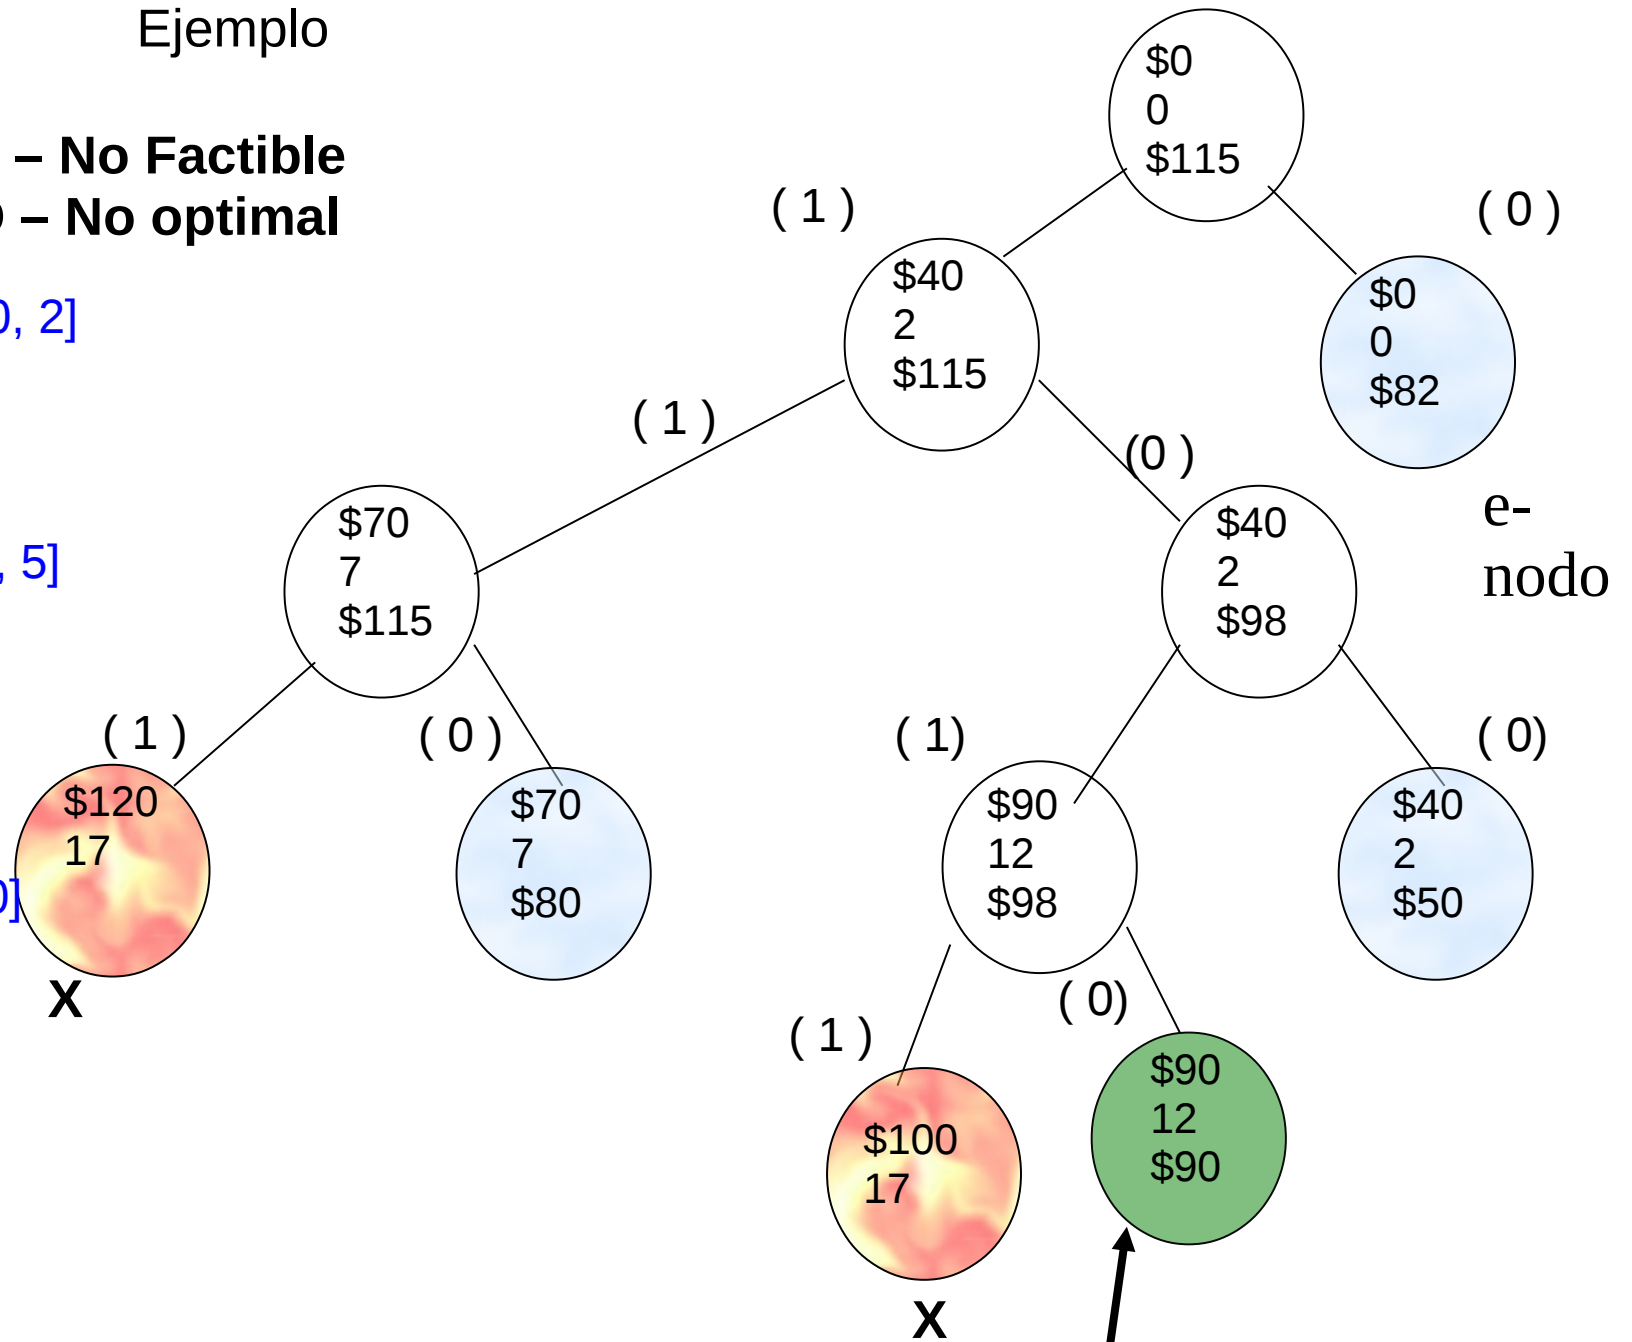 Ejemplo
– No Factible
– No optimal
$0
0
$115
( 1 )
( 0 )
$40
2
$115
$0
0
$82
0, 2]
( 1 )
(0 )
e-
nodo
$70
7
$115
$40
2
$98
, 5]
( 1 )
( 0 )
( 1)
( 0)
$120
17
$70
7
$80
$90
12
$98
$40
2
$50
0]
X
( 1 )
( 0)
$100
17
$90
12
$90
X